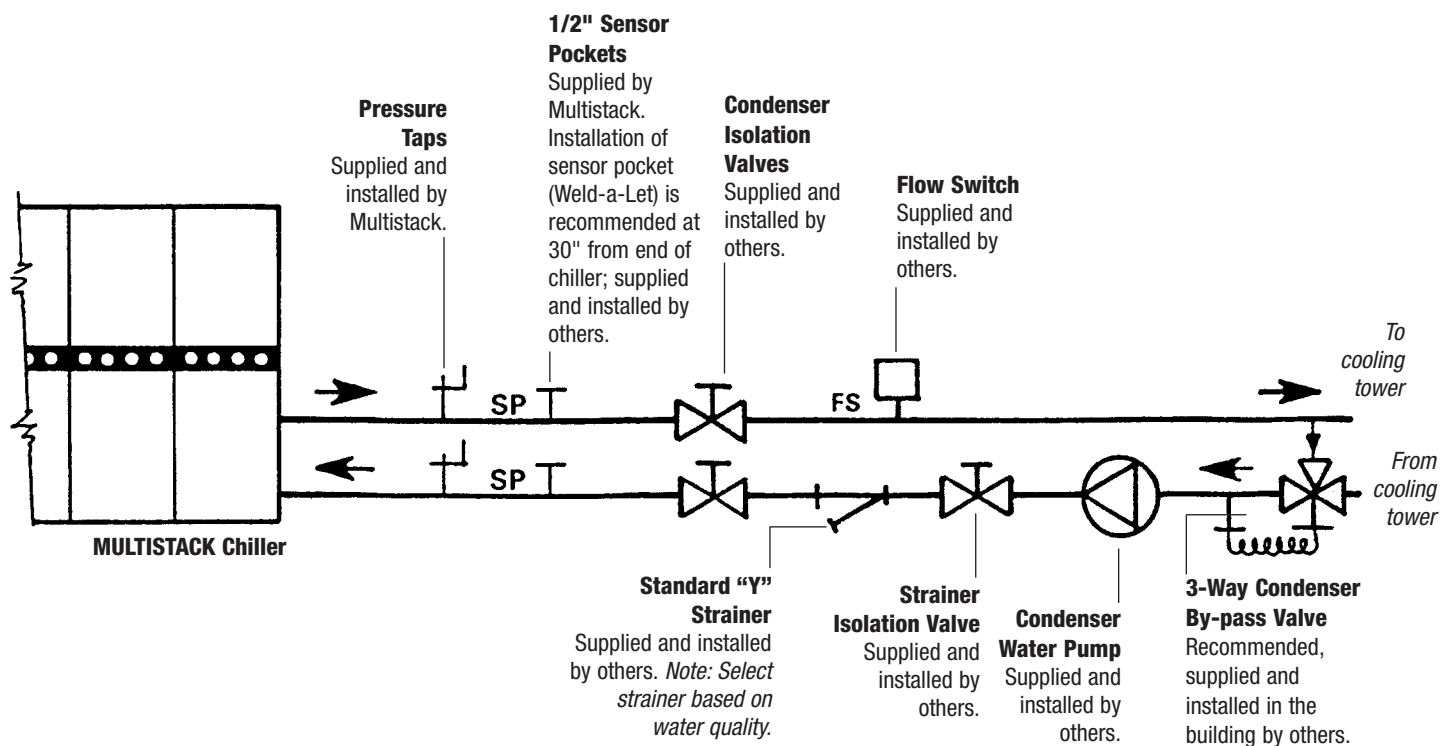 1/2" Sensor
Pockets
Supplied by
Multistack.
Installation of
sensor pocket
(Weld-a-Let) is
recommended at
30" from end of
chiller; supplied
and installed by
others.
Pressure
Taps
Supplied and
installed by
Multistack.
Condenser
Isolation
Valves
Supplied and
installed by
others.
Flow Switch
Supplied and
installed by
others.
To
cooling
tower
SP
FS
SP
From
cooling
tower
MULTISTACK Chiller
Standard “Y”
Strainer
Supplied and installed
by others. Note: Select
strainer based on
water quality.
Strainer
Isolation Valve
Supplied and
installed by
others.
Condenser
Water Pump
Supplied and
installed by
others.
3-Way Condenser
By-pass Valve
Recommended,
supplied and
installed in the
building by others.